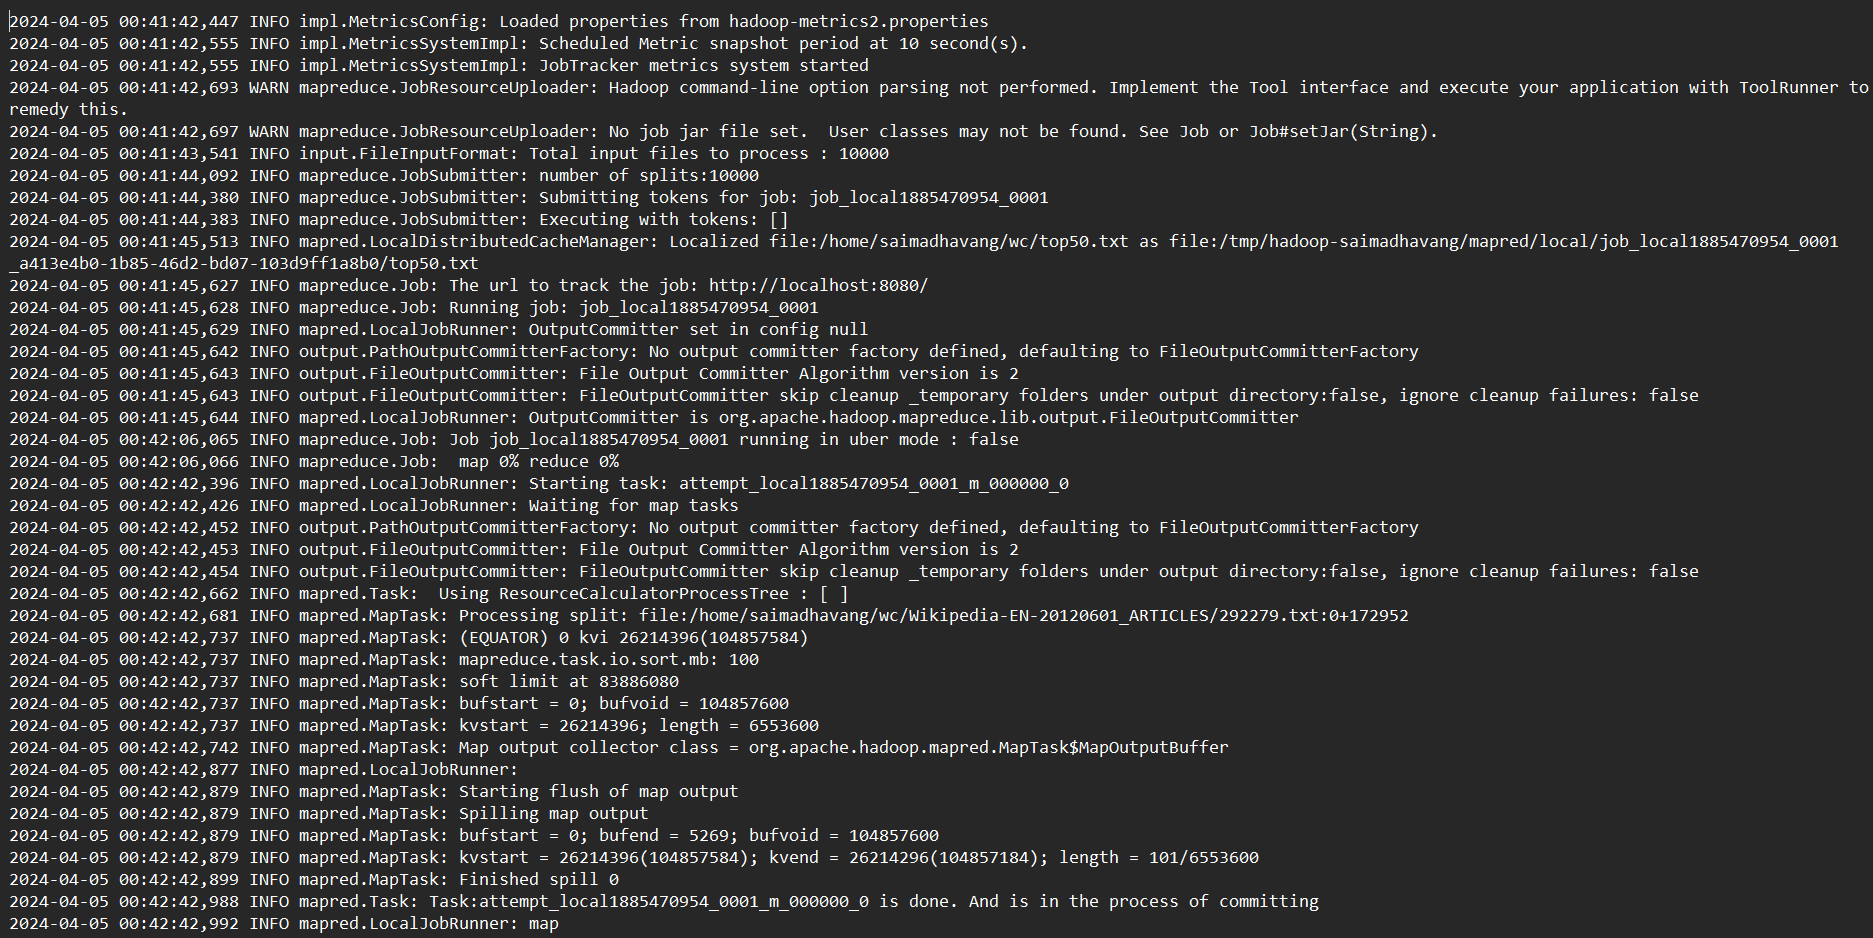 2024-04-05 00:41:42,447 INFO impl.MetricsConfig: Loaded properties from hadoop-metrics2.properties
2024-04-05 00:41:42,555 INFO impl.MetricsSystemImpl: Scheduled Metric snapshot period at 10 second(s).
2024-04-05 00:41:42,555 INFO impl.MetricsSystemImpl: JobTracker metrics system started
2024-04-05 00:41:42,693 WARN mapreduce.JobResourceUploader: Hadoop command-line option parsing not performed. Implement the Tool interface and execute your application with ToolRunner to
remedy this.
2024-04-05 00:41:42,697 WARN mapreduce.JobResourceUploader: No job jar file set.  User classes may not be found. See Job or Job#setJar(String).
2024-04-05 00:41:43,541 INFO input.FileInputFormat: Total input files to process : 10000
2024-04-05 00:41:44,092 INFO mapreduce.JobSubmitter: number of splits:10000
2024-04-05 00:41:44,380 INFO mapreduce.JobSubmitter: Submitting tokens for job: job_local1885470954_0001
2024-04-05 00:41:44,383 INFO mapreduce.JobSubmitter: Executing with tokens: []
2024-04-05 00:41:45,513 INFO mapred.LocalDistributedCacheManager: Localized file:/home/saimadhavang/wc/top50.txt as file:/tmp/hadoop-saimadhavang/mapred/local/job_local1885470954_0001
_a413e4b0-1b85-46d2-bd07-103d9ff1a8b0/top50.txt
2024-04-05 00:41:45,627 INFO mapreduce.Job: The url to track the job: http://localhost:8080/
2024-04-05 00:41:45,628 INFO mapreduce.Job: Running job: job_local1885470954_0001
2024-04-05 00:41:45,629 INFO mapred.LocalJobRunner: OutputCommitter set in config null
2024-04-05 00:41:45,642 INFO output.PathOutputCommitterFactory: No output committer factory defined, defaulting to FileOutputCommitterFactory
2024-04-05 00:41:45,643 INFO output.FileOutputCommitter: File Output Committer Algorithm version is 2
2024-04-05 00:41:45,643 INFO output.FileOutputCommitter: FileOutputCommitter skip cleanup _temporary folders under output directory:false, ignore cleanup failures: false
2024-04-05 00:41:45,644 INFO mapred.LocalJobRunner: OutputCommitter is org.apache.hadoop.mapreduce.lib.output.FileOutputCommitter
2024-04-05 00:42:06,065 INFO mapreduce.Job: Job job_local1885470954_0001 running in uber mode : false
2024-04-05 00:42:06,066 INFO mapreduce.Job:  map 0% reduce 0%
2024-04-05 00:42:42,396 INFO mapred.LocalJobRunner: Starting task: attempt_local1885470954_0001_m_000000_0
2024-04-05 00:42:42,426 INFO mapred.LocalJobRunner: Waiting for map tasks
2024-04-05 00:42:42,452 INFO output.PathOutputCommitterFactory: No output committer factory defined, defaulting to FileOutputCommitterFactory
2024-04-05 00:42:42,453 INFO output.FileOutputCommitter: File Output Committer Algorithm version is 2
2024-04-05 00:42:42,454 INFO output.FileOutputCommitter: FileOutputCommitter skip cleanup _temporary folders under output directory:false, ignore cleanup failures: false
2024-04-05 00:42:42,662 INFO mapred.Task:  Using ResourceCalculatorProcessTree : [ ]
2024-04-05 00:42:42,681 INFO mapred.MapTask: Processing split: file:/home/saimadhavang/wc/Wikipedia-EN-20120601_ARTICLES/292279.txt:0+172952
2024-04-05 00:42:42,737 INFO mapred.MapTask: (EQUATOR) 0 kvi 26214396(104857584)
2024-04-05 00:42:42,737 INFO mapred.MapTask: mapreduce.task.io.sort.mb: 100
2024-04-05 00:42:42,737 INFO mapred.MapTask: soft limit at 83886080
2024-04-05 00:42:42,737 INFO mapred.MapTask: bufstart = 0; bufvoid = 104857600
2024-04-05 00:42:42,737 INFO mapred.MapTask: kvstart = 26214396; length = 6553600
2024-04-05 00:42:42,742 INFO mapred.MapTask: Map output collector class = org.apache.hadoop.mapred.MapTask$MapOutputBuffer
2024-04-05 00:42:42,877 INFO mapred.LocalJobRunner:
2024-04-05 00:42:42,879 INFO mapred.MapTask: Starting flush of map output
2024-04-05 00:42:42,879 INFO mapred.MapTask: Spilling map output
2024-04-05 00:42:42,879 INFO mapred.MapTask: bufstart = 0; bufend = 5269; bufvoid = 104857600
2024-04-05 00:42:42,879 INFO mapred.MapTask: kvstart = 26214396(104857584); kvend = 26214296(104857184); length = 101/6553600
2024-04-05 00:42:42,899 INFO mapred.MapTask: Finished spill 0
2024-04-05 00:42:42,988 INFO mapred.Task: Task:attempt_local1885470954_0001_m_000000_0 is done. And is in the process of committing
2024-04-05 00:42:42,992 INFO mapred.LocalJobRunner: map